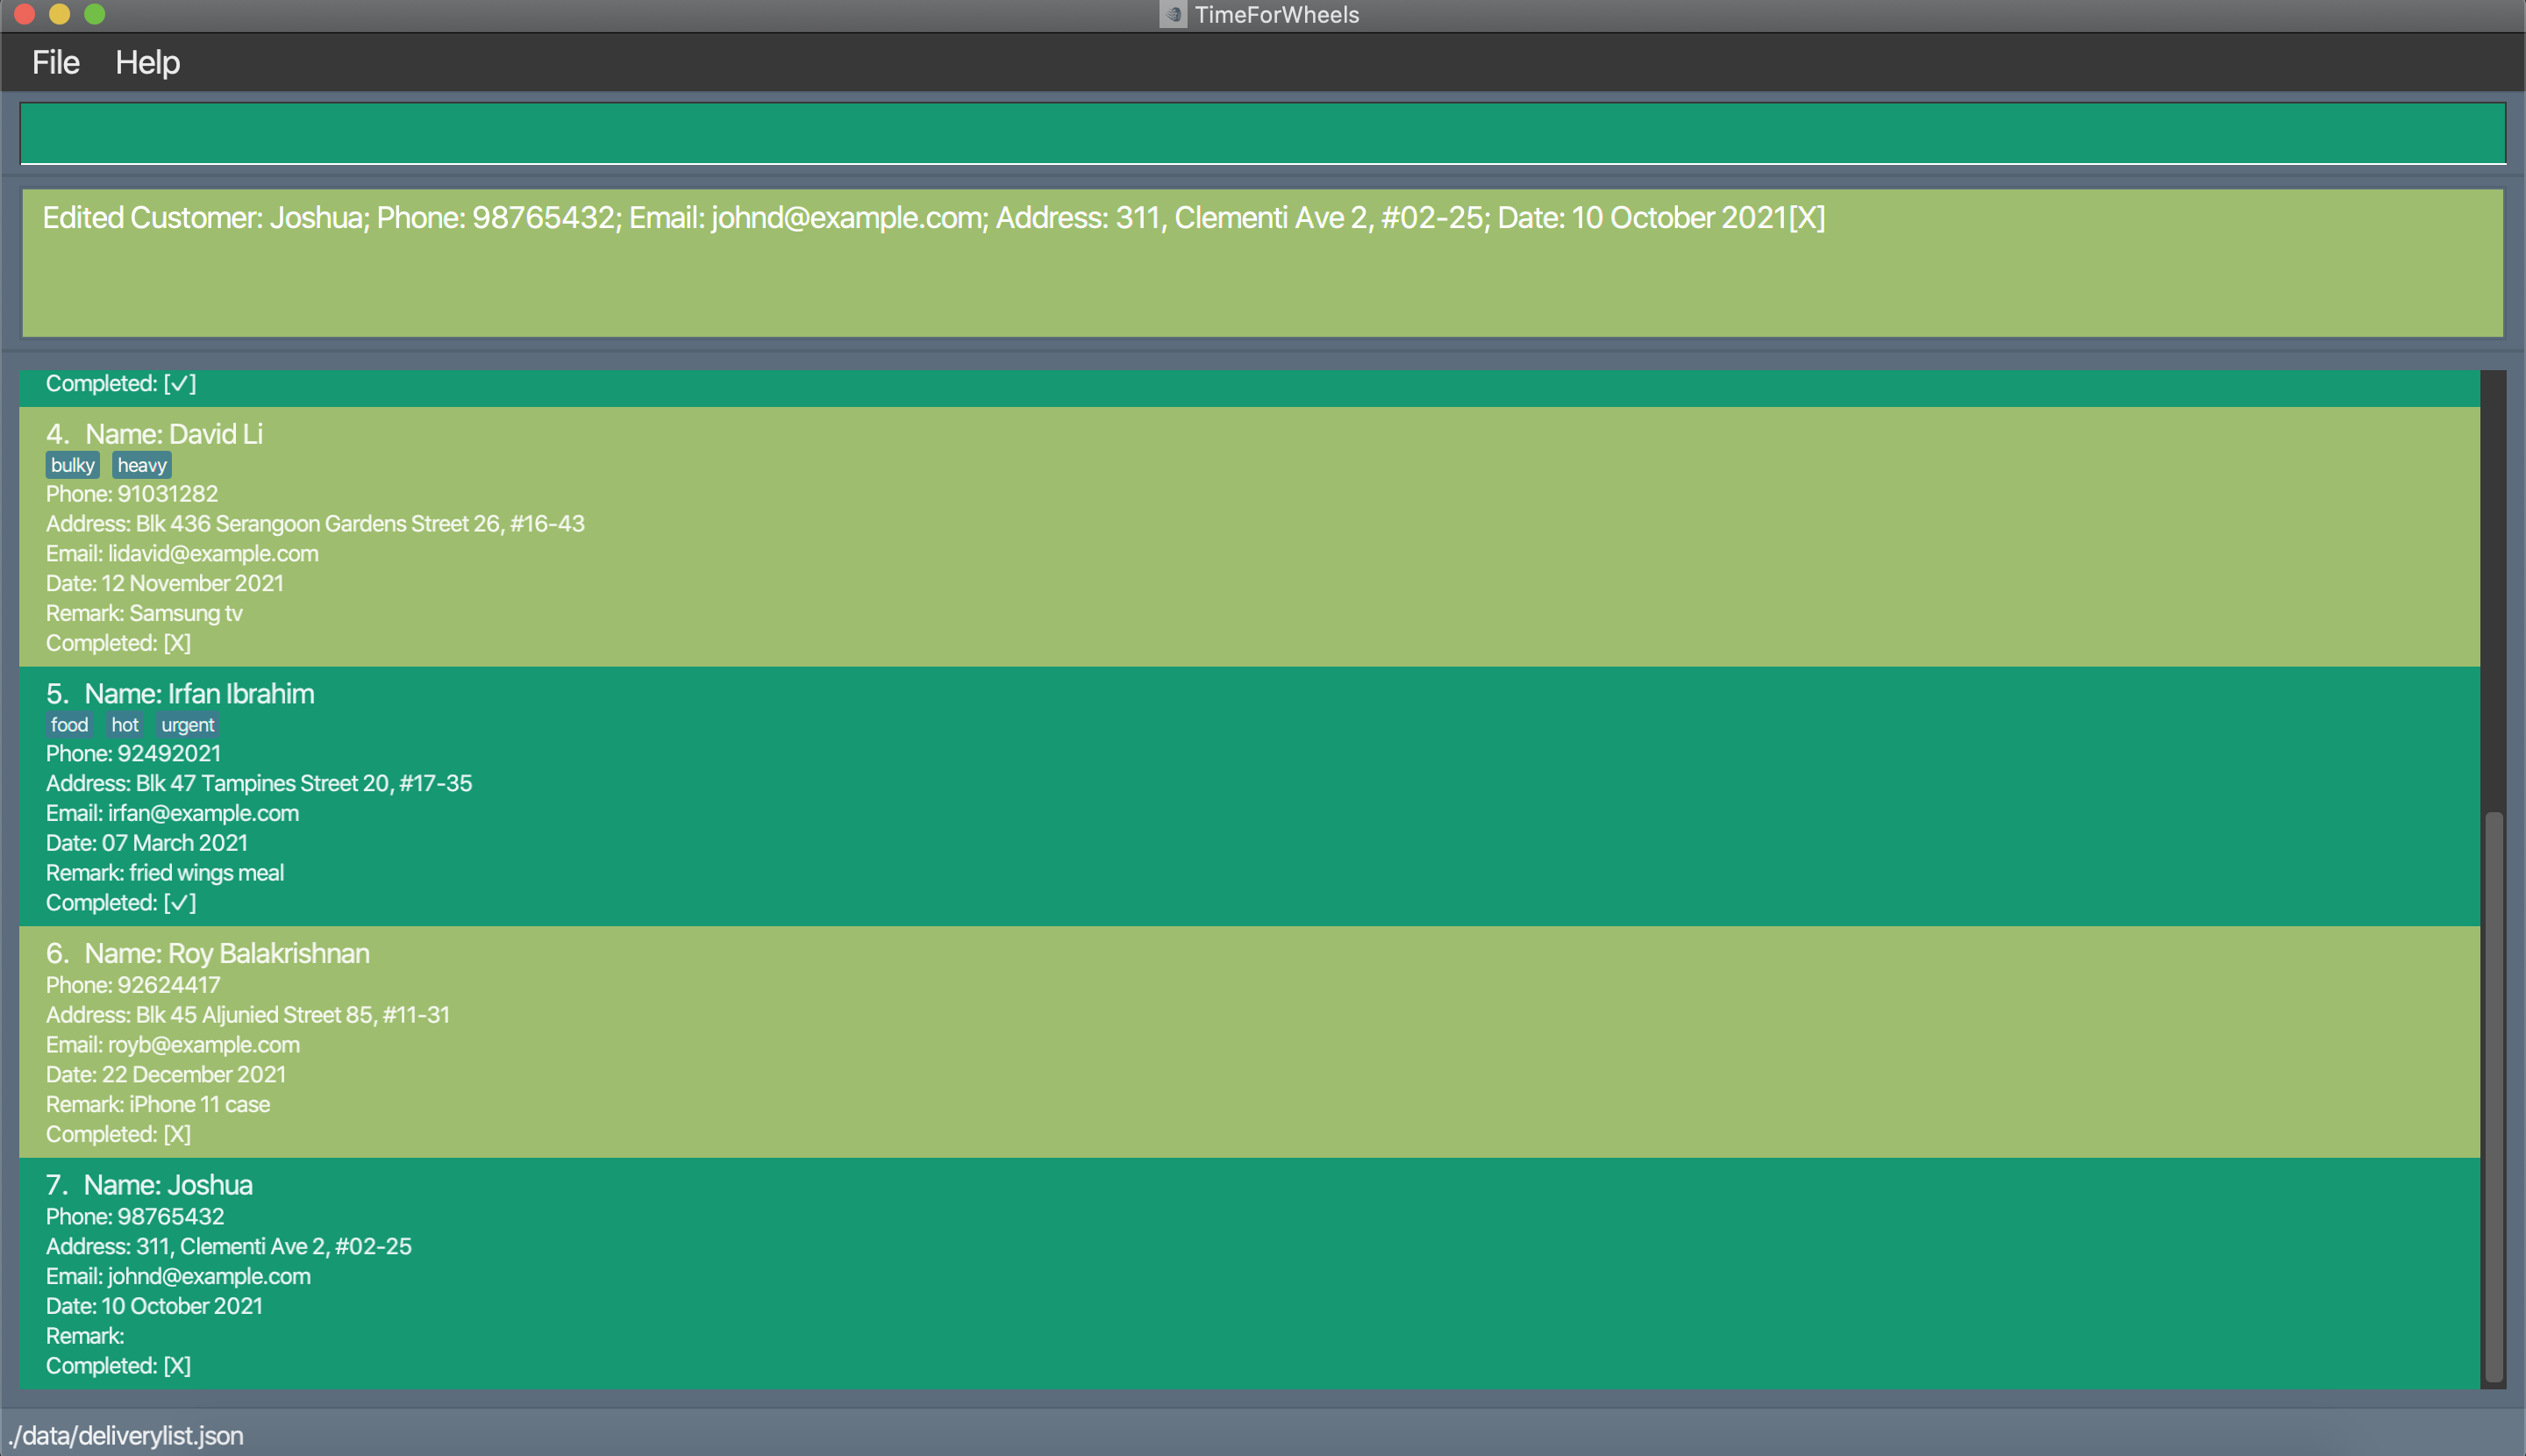 TimeForWheels
File Help
Edited Customer: Joshua; Phone: 98765432; Email: johnd@example.com; Address: 311, Clementi Ave 2, #02-25; Date: 10 October 2021[X]
Completed: [✓]
4. Name: David Li
bulky heavy
Phone: 91031282
Address: Blk 436 Serangoon Gardens Street 26, #16-43
Email: lidavid@example.com
Date: 12 November 2021
Remark: Samsung tv
Completed: [X]
5. Name: Irfan Ibrahim
food hot urgent
Phone: 92492021
Address: Blk 47 Tampines Street 20, #17-35
Email: irfan@example.com
Date: 07 March 2021
Remark: fried wings meal
Completed: [✓]
6. Name: Roy Balakrishnan
Phone: 92624417
Address: Blk 45 Aljunied Street 85, #11-31
Email: royb@example.com
Date: 22 December 2021
Remark: iPhone 11 case
Completed: [X]
7. Name: Joshua
Phone: 98765432
Address: 311, Clementi Ave 2, #02-25
Email: johnd@example.com
Date: 10 October 2021
Remark:
Completed: [X]
./data/deliverylist.json